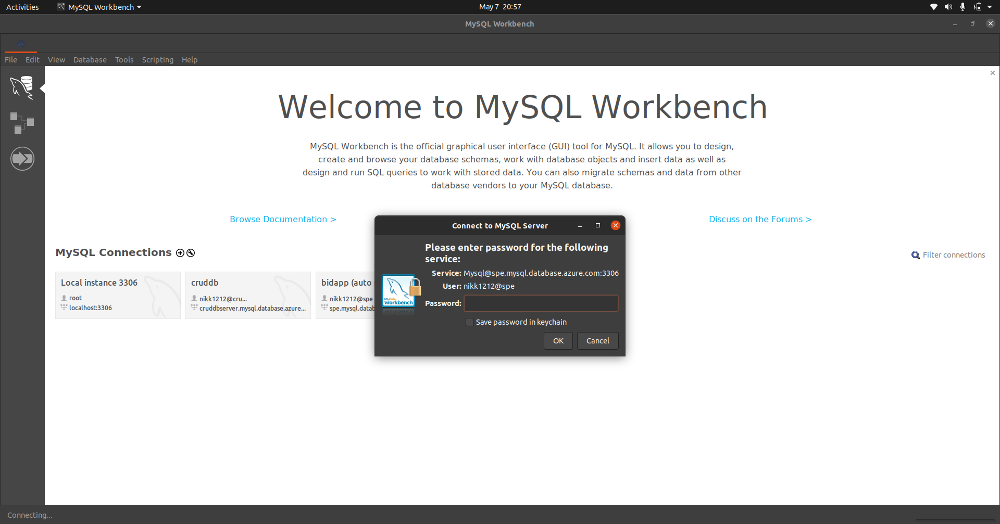 Activities
MySQL Workbench
May 7 20:57
MySQL Workbench
File Edit View Database Tools Scripting Help
Welcome to MySQL Workbench
MySQL Workbench is the official graphical user interface (GUI) tool for MySQL. It allows you to design,
create and browse your database schemas, work with database objects and insert data as well as
design and run SQL queries to work with stored data. You can also migrate schemas and data from other
database vendors to your MySQL database.
Browse Documentation >
Discuss on the Forums >
MySQL Connections
Filter connections
Local instance 3306
root
localhost:3306
cruddb
nikk1212@cru...
cruddbserver.mysql.database.azure...
bidapp (auto
nikk1212@spe
spe.mysql.datab
Connect to MySQL Server
Please enter password for the following
service:
Service: Mysql@spe.mysql.database.azure.com:3306
User: nikk1212@spe
Password:
MySQL
Workbench
Save password in keychain
OK
Cancel
Connecting...